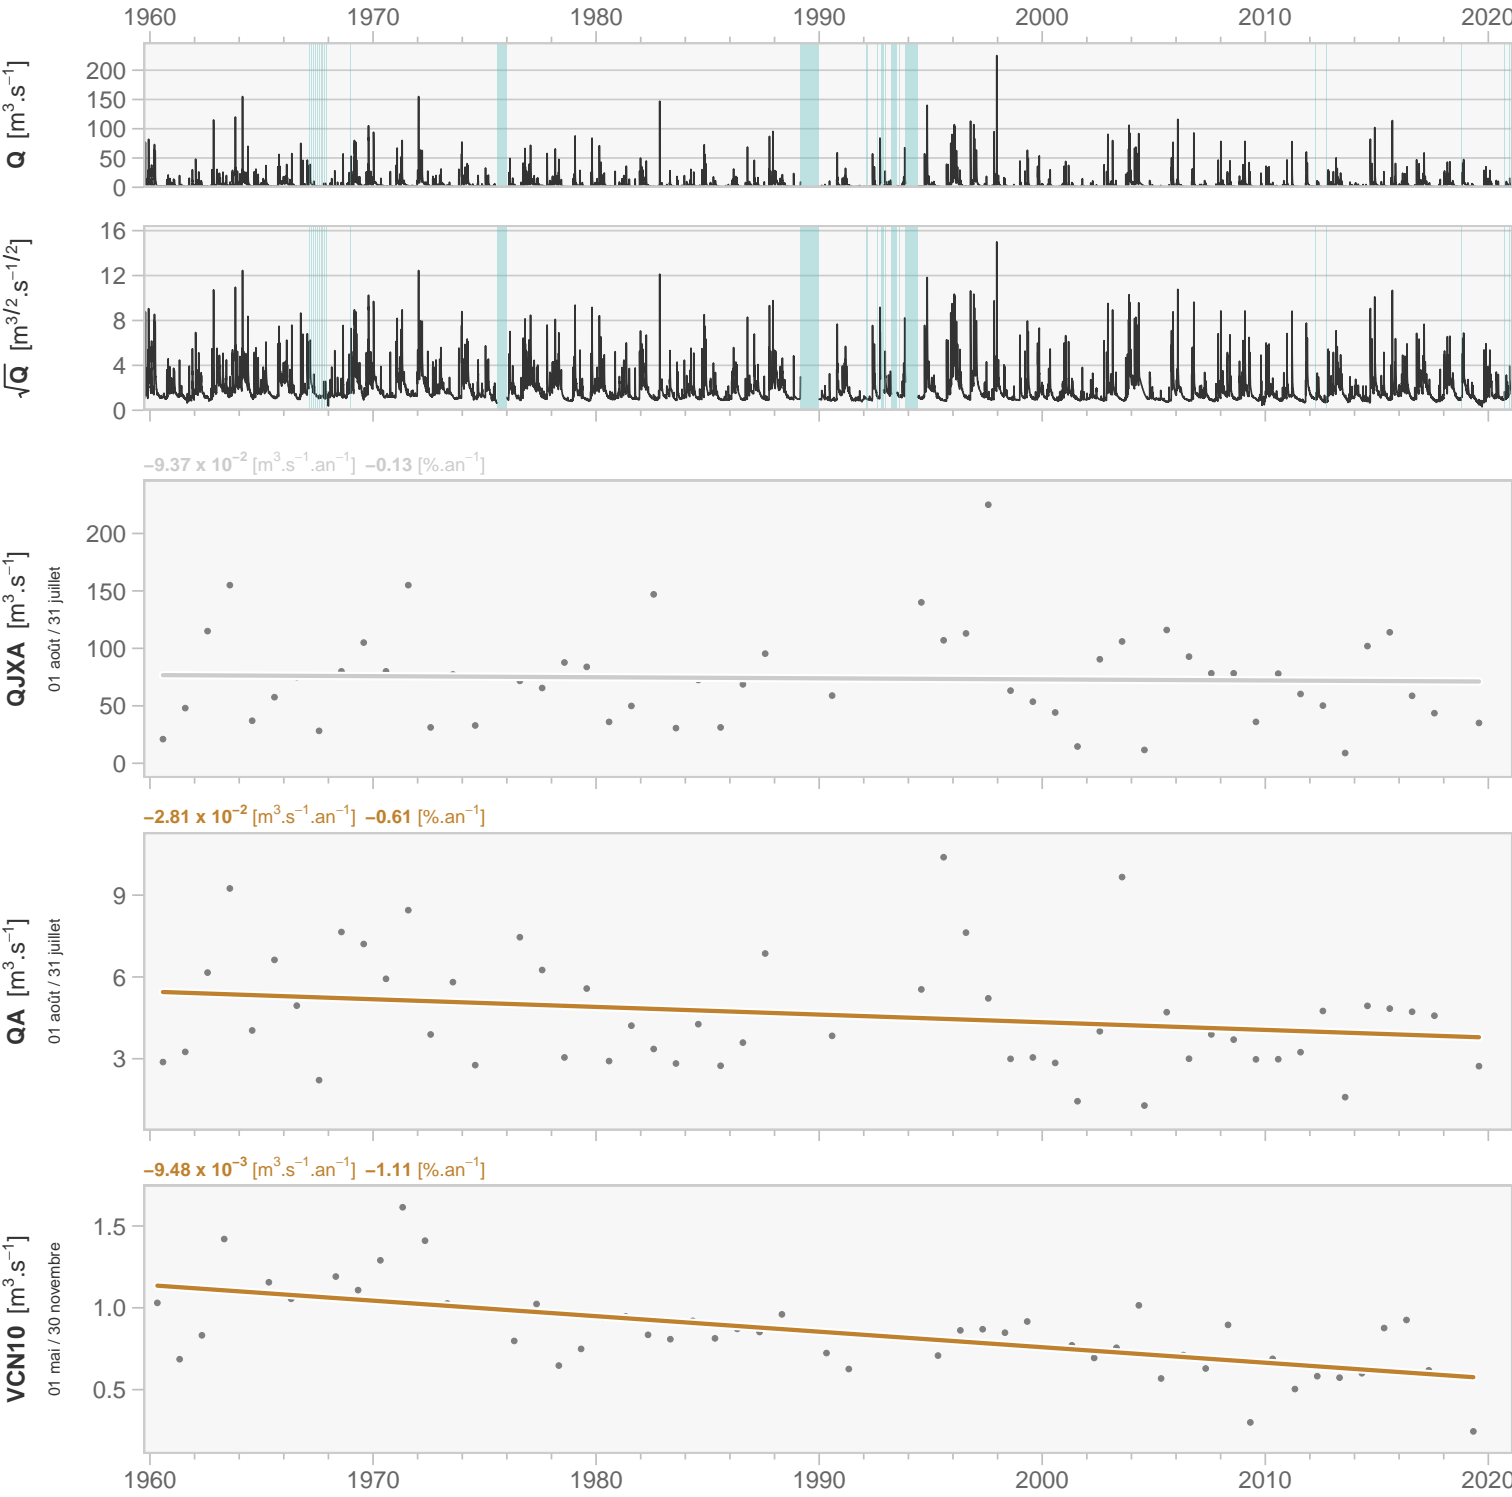 1960 1970 1980 1990 2000 2010 2020
Q [m³.s⁻¹]
200
150
100
50
0
√Q [m^3/2.s^−1/2]
16
12
8
4
0
−9.37 x 10⁻² [m³.s⁻¹.an⁻¹] −0.13 [%.an⁻¹]
QJXA [m³.s⁻¹]
01 août / 31 juillet
200
150
100
50
0
−2.81 x 10⁻² [m³.s⁻¹.an⁻¹] −0.61 [%.an⁻¹]
QA [m³.s⁻¹]
01 août / 31 juillet
9
6
3
−9.48 x 10⁻³ [m³.s⁻¹.an⁻¹] −1.11 [%.an⁻¹]
VCN10 [m³.s⁻¹]
01 mai / 30 novembre
1.5
1.0
0.5
1960 1970 1980 1990 2000 2010 2020